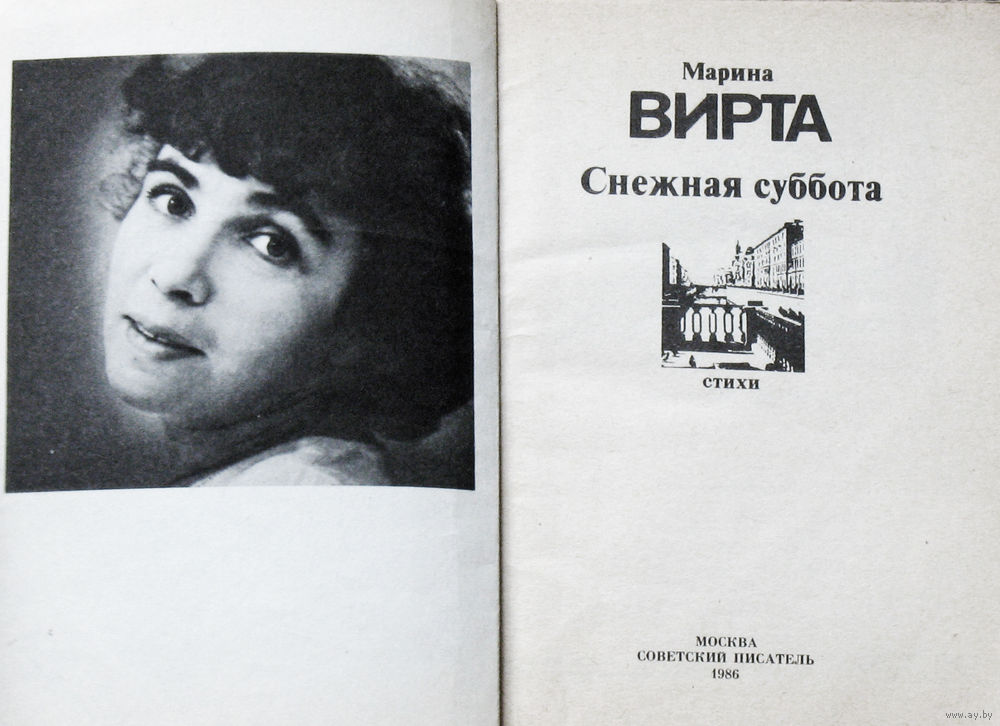 Марина
ВИРТА
Снежная суббота
стихи
МОСКВА
СОВЕТСКИЙ ПИСАТЕЛЬ
1986
www.ay.by